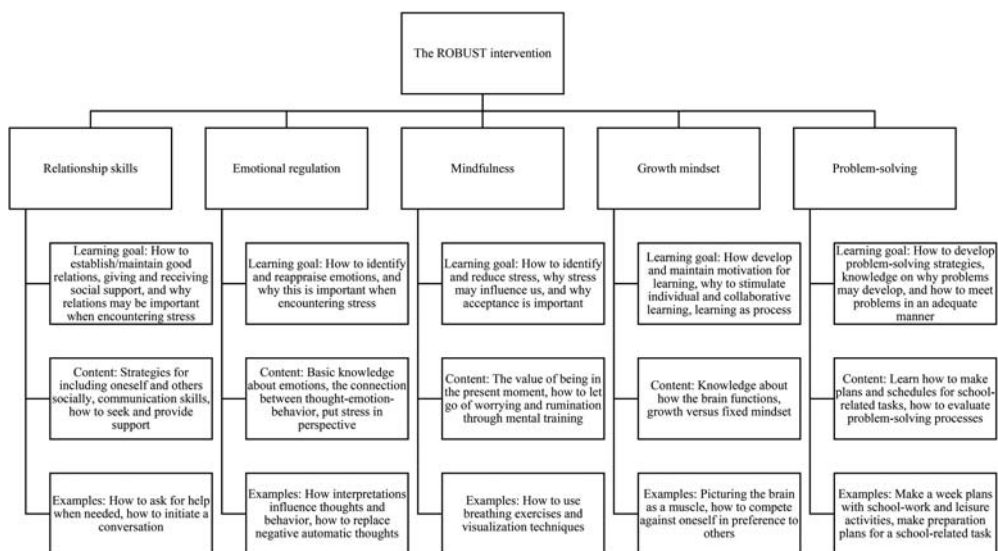 The ROBUST intervention
Relationship skills
Emotional regulation
Mindfulness
Growth mindset
Problem-solving
Learning goal: How to
establish/maintain good
relations, giving and receiving
social support, and why
relations may be important
when encountering stress
Learning goal: How to identify
and reappraise emotions, and
why this is important when
encountering stress
Learning goal: How to identify
and reduce stress, why stress
may influence us, and why
acceptance is important
Learning goal: How develop
and maintain motivation for
learning, why to stimulate
individual and collaborative
learning, learning as process
Learning goal: How to develop
problem-solving strategies,
knowledge on why problems
may develop, and how to meet
problems in an adequate
manner
Content: Strategies for
including oneself and others
socially, communication skills,
how to seek and provide
support
Content: Basic knowledge
about emotions, the connection
between thought-emotion-
behavior, put stress in
perspective
Content: The value of being in
the present moment, how to let
go of worrying and rumination
through mental training
Content: Knowledge about
how the brain functions,
growth versus fixed mindset
Content: Learn how to make
plans and schedules for school-
related tasks, how to evaluate
problem-solving processes
Examples: How to ask for help
when needed, how to initiate a
conversation
Examples: How interpretations
influence thoughts and
behavior, how to replace
negative automatic thoughts
Examples: How to use
breathing exercises and
visualization techniques
Examples: Picturing the brain
as a muscle, how to compete
against oneself in preference to
others
Examples: Make a week plans
with school-work and leisure
activities, make preparation
plans for a school-related task